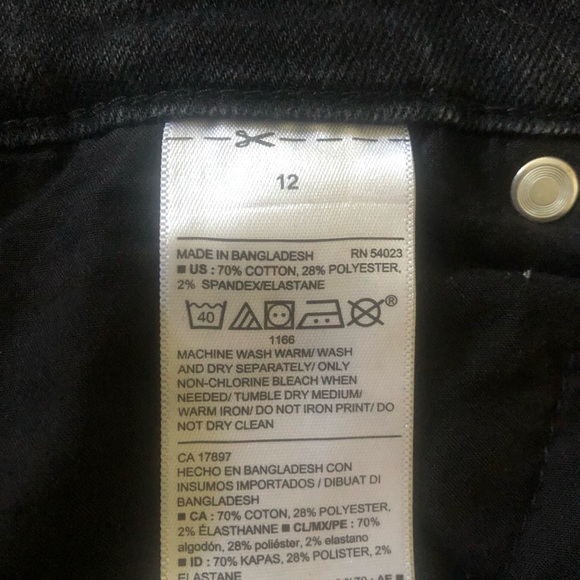 12
MADE IN BANGLADESH RN 54023
■ US : 70% COTTON, 28% POLYESTER,
2% SPANDEX/ELASTANE
40 ®
1166
MACHINE WASH WARM/ WASH
AND DRY SEPARATELY/ ONLY
NON-CHLORINE BLEACH WHEN
NEEDED/ TUMBLE DRY MEDIUM/
WARM IRON/ DO NOT IRON PRINT/ DO
NOT DRY CLEAN
CA 17897
HECHO EN BANGLADESH CON
INSUMOS IMPORTADOS / DIBUAT DI
BANGLADESH
■ CA : 70% COTON, 28% POLYESTER,
2% ÉLASTHANNE ■ CL/MX/PE : 70%
algodón, 28% poliéster, 2% elastano
■ ID : 70% KAPAS, 28% POLISTER, 2%
ELASTANE